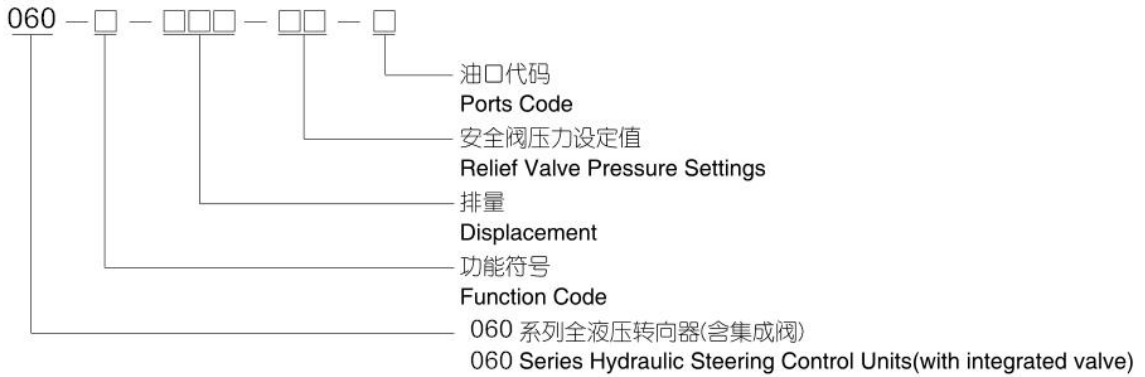 060 — □ — □□□ — □□ — □
油口代码
Ports Code
安全阀压力设定值
Relief Valve Pressure Settings
排量
Displacement
功能符号
Function Code
060 系列全液压转向器(含集成阀)
060 Series Hydraulic Steering Control Units(with integrated valve)